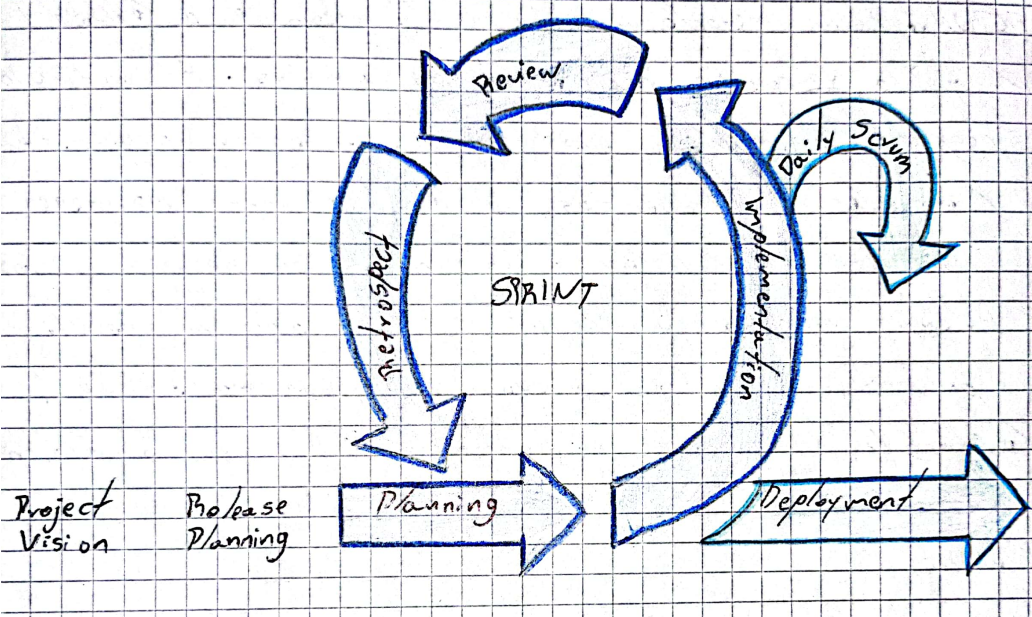 Review
Daily Scrum
Implementation
Retrospect
SPRINT
Planning
Deployment
Project
Vision
Release
Planning